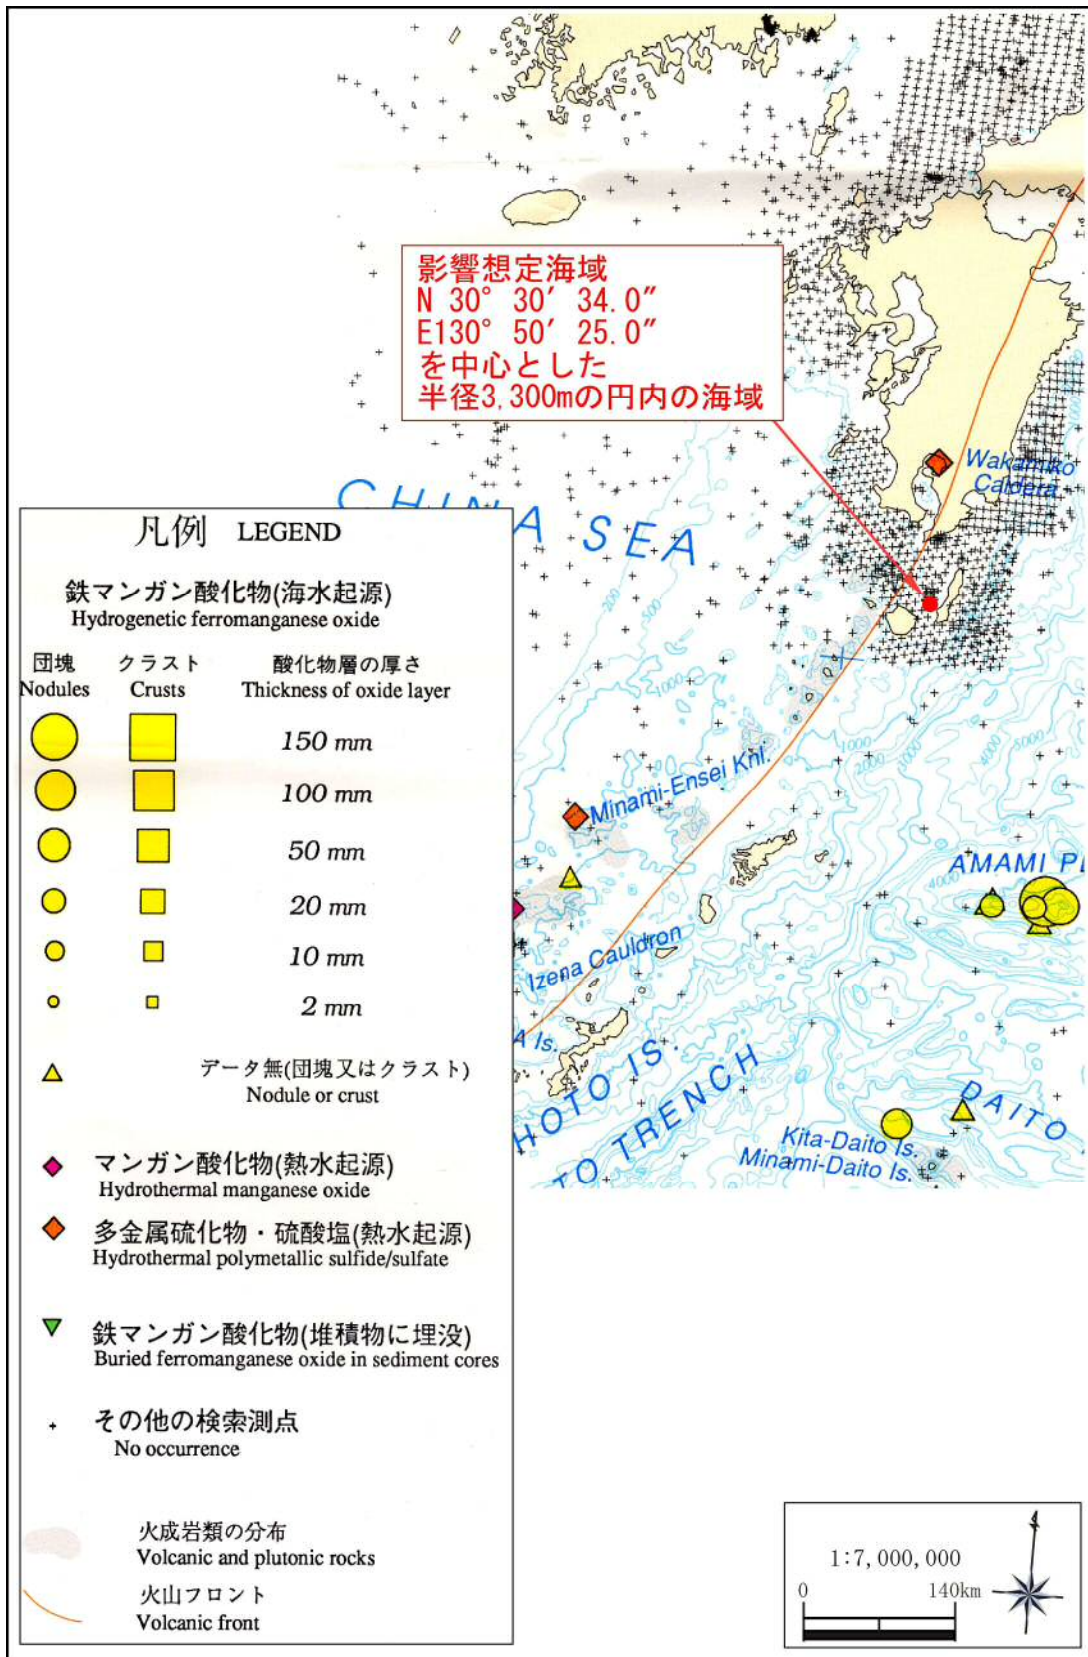 影響想定海域
N 30° 30′ 34.0″
E130° 50′ 25.0″
を中心とした
半径3,300mの円内の海域
Wakamiko
Caldera
CHINA SEA
200
500
1000
1000
2000
1000
4000
5000
Minami-Ensei Knl.
AMAMI PL
4000
Izena Cauldron
A Is.
HOTO IS.
TO TRENCH
DAITO
Kita-Daito Is.
Minami-Daito Is.
凡例 LEGEND
鉄マンガン酸化物(海水起源)
Hydrogenetic ferromanganese oxide
団塊 クラスト 酸化物層の厚さ
Nodules Crusts Thickness of oxide layer
150 mm
100 mm
50 mm
20 mm
10 mm
2 mm
データ無(団塊又はクラスト)
Nodule or crust
マンガン酸化物(熱水起源)
Hydrothermal manganese oxide
多金属硫化物・硫酸塩(熱水起源)
Hydrothermal polymetallic sulfide/sulfate
鉄マンガン酸化物(堆積物に埋没)
Buried ferromanganese oxide in sediment cores
その他の検索測点
No occurrence
火成岩類の分布
Volcanic and plutonic rocks
火山フロント
Volcanic front
1:7,000,000
0 140km